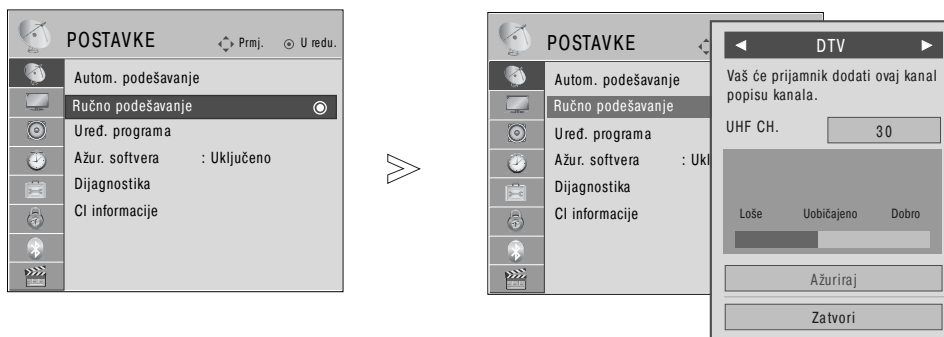 POSTAVKE
Prmj.
U redu.
Autom. podešavanje
Ručno podešavanje
Uređ. programa
Ažur. softvera : Uključeno
Dijagnostika
CI informacije
POSTAVKE
Autom. podešavanje
Ručno podešavanje
Uređ. programa
Ažur. softvera : Ukl
Dijagnostika
CI informacije
DTV
Vaš će prijamnik dodati ovaj kanal
popisu kanala.
UHF CH. 30
Loše Uobičajeno Dobro
Ažuriraj
Zatvori